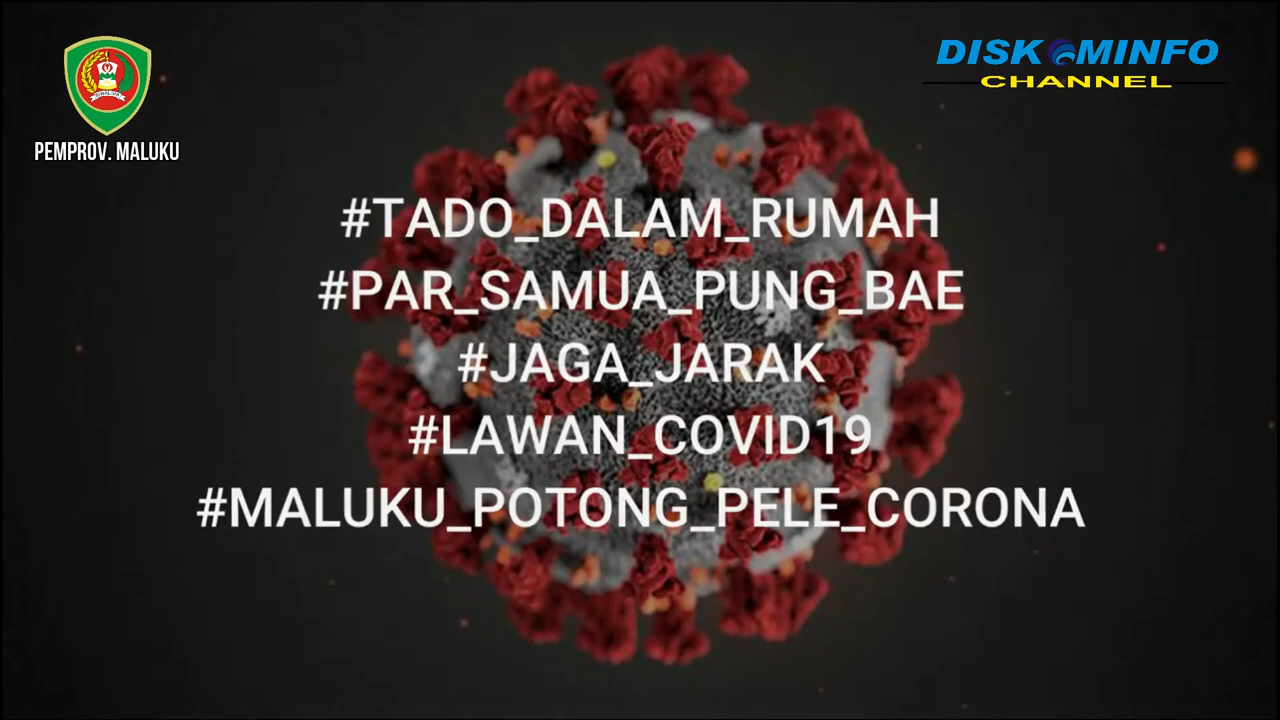 PEMPROV. MALUKU
DISKOMINFO
CHANNEL
#TADO_DALAM_RUMAH
#PAR_SAMUA_PUNG_BAE
#JAGA_JARAK
#LAWAN_COVID19
#MALUKU_POTONG_PELE_CORONA